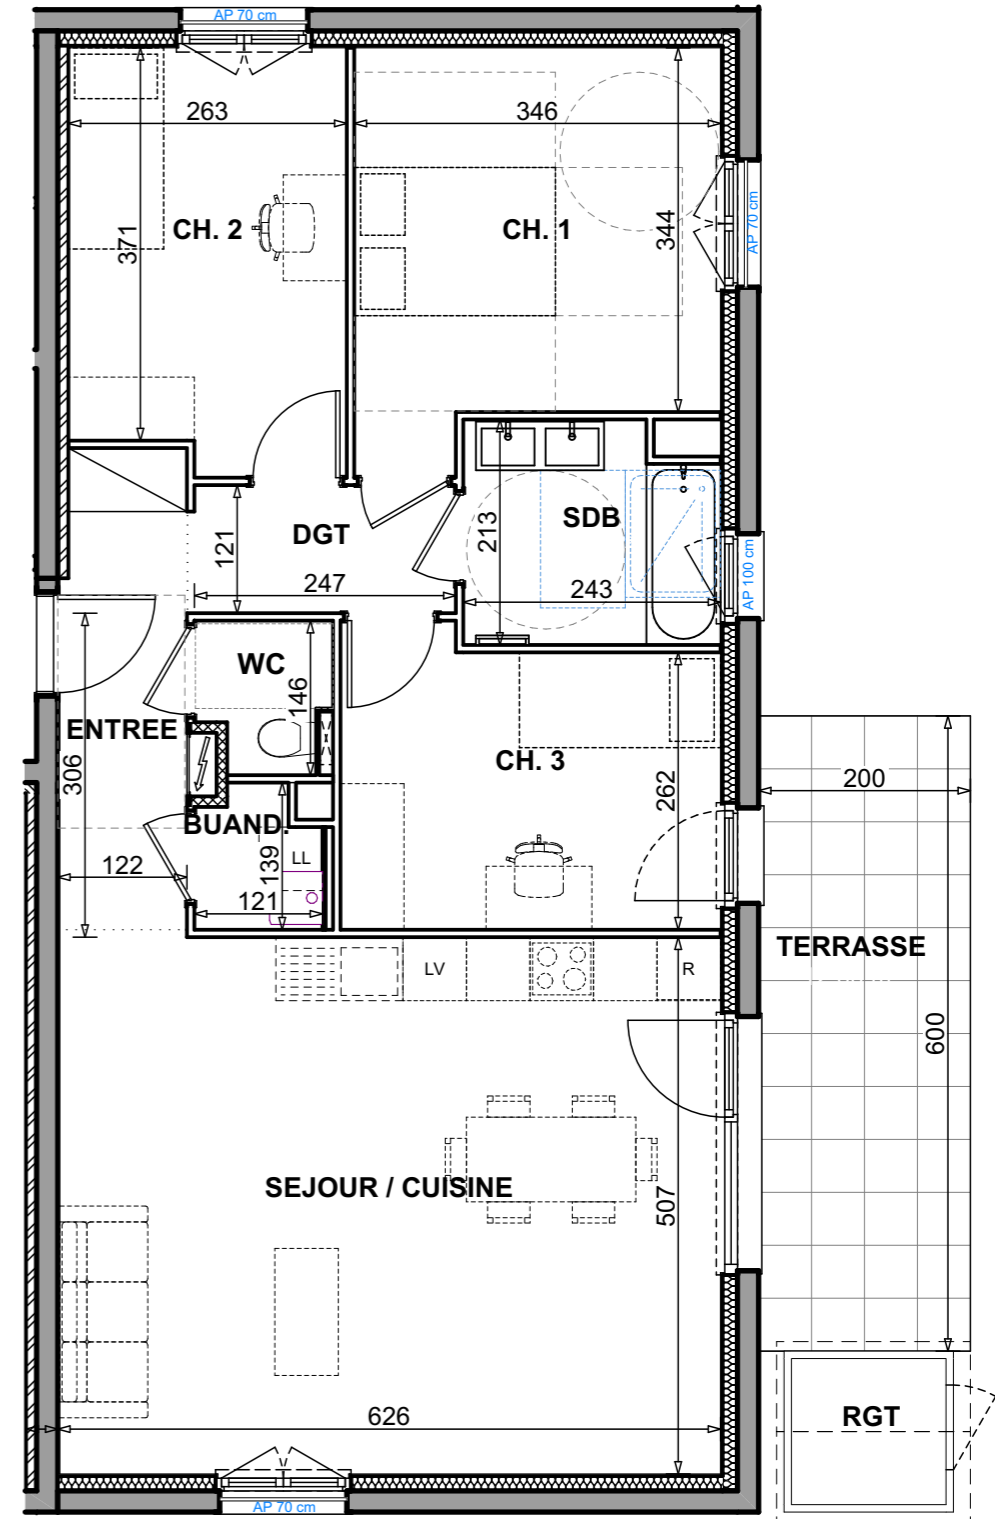 AP 70 cm
263
346
371
CH. 2
CH. 1
344
AP 70 cm
213
SDB
DGT
121
247
243
AP 100 cm
WC
146
ENTREE
306
CH. 3
262
200
BUAND.
139
LL
122
121
TERRASSE
LV
R
600
SEJOUR / CUISINE
507
626
RGT
AP 70 cm